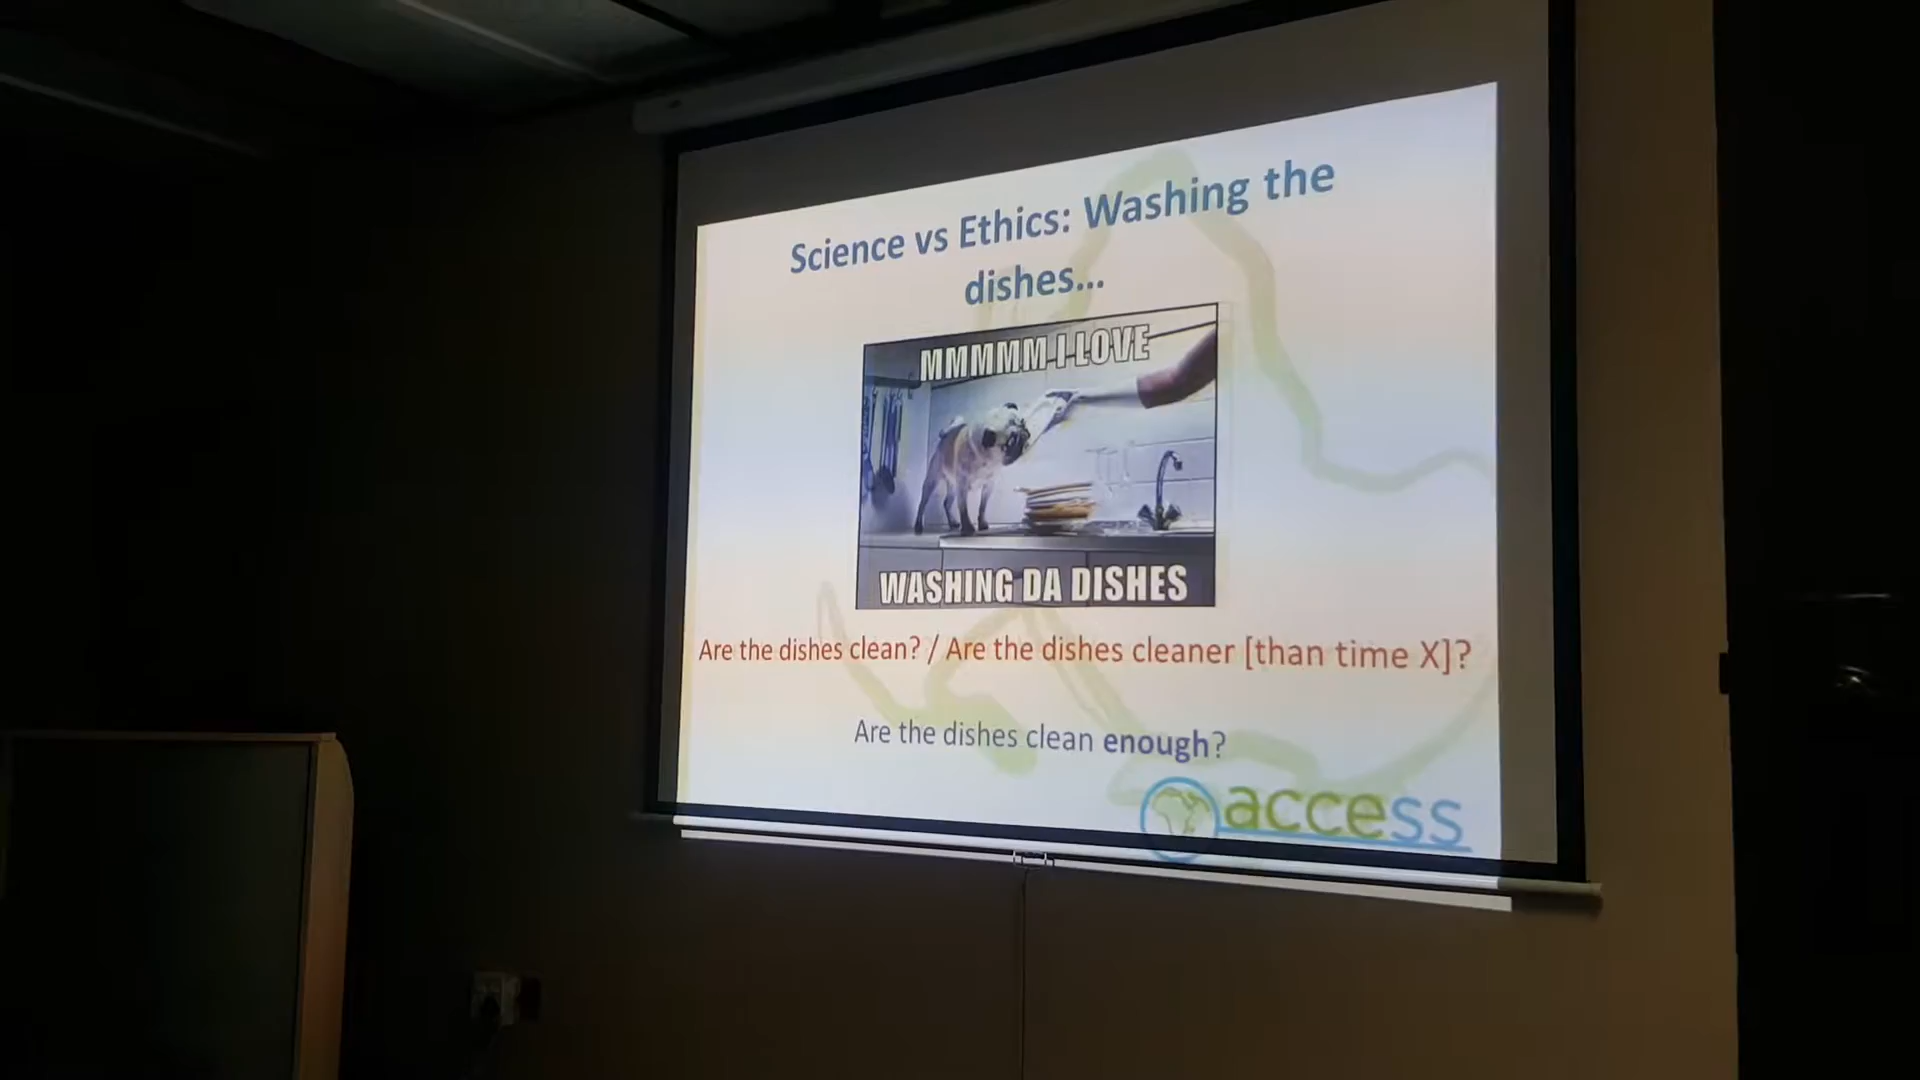 Science vs Ethics: Washing the
dishes...
MMMMM I LOVE
WASHING DA DISHES
Are the dishes clean? / Are the dishes cleaner [than time X]?
Are the dishes clean enough?
access